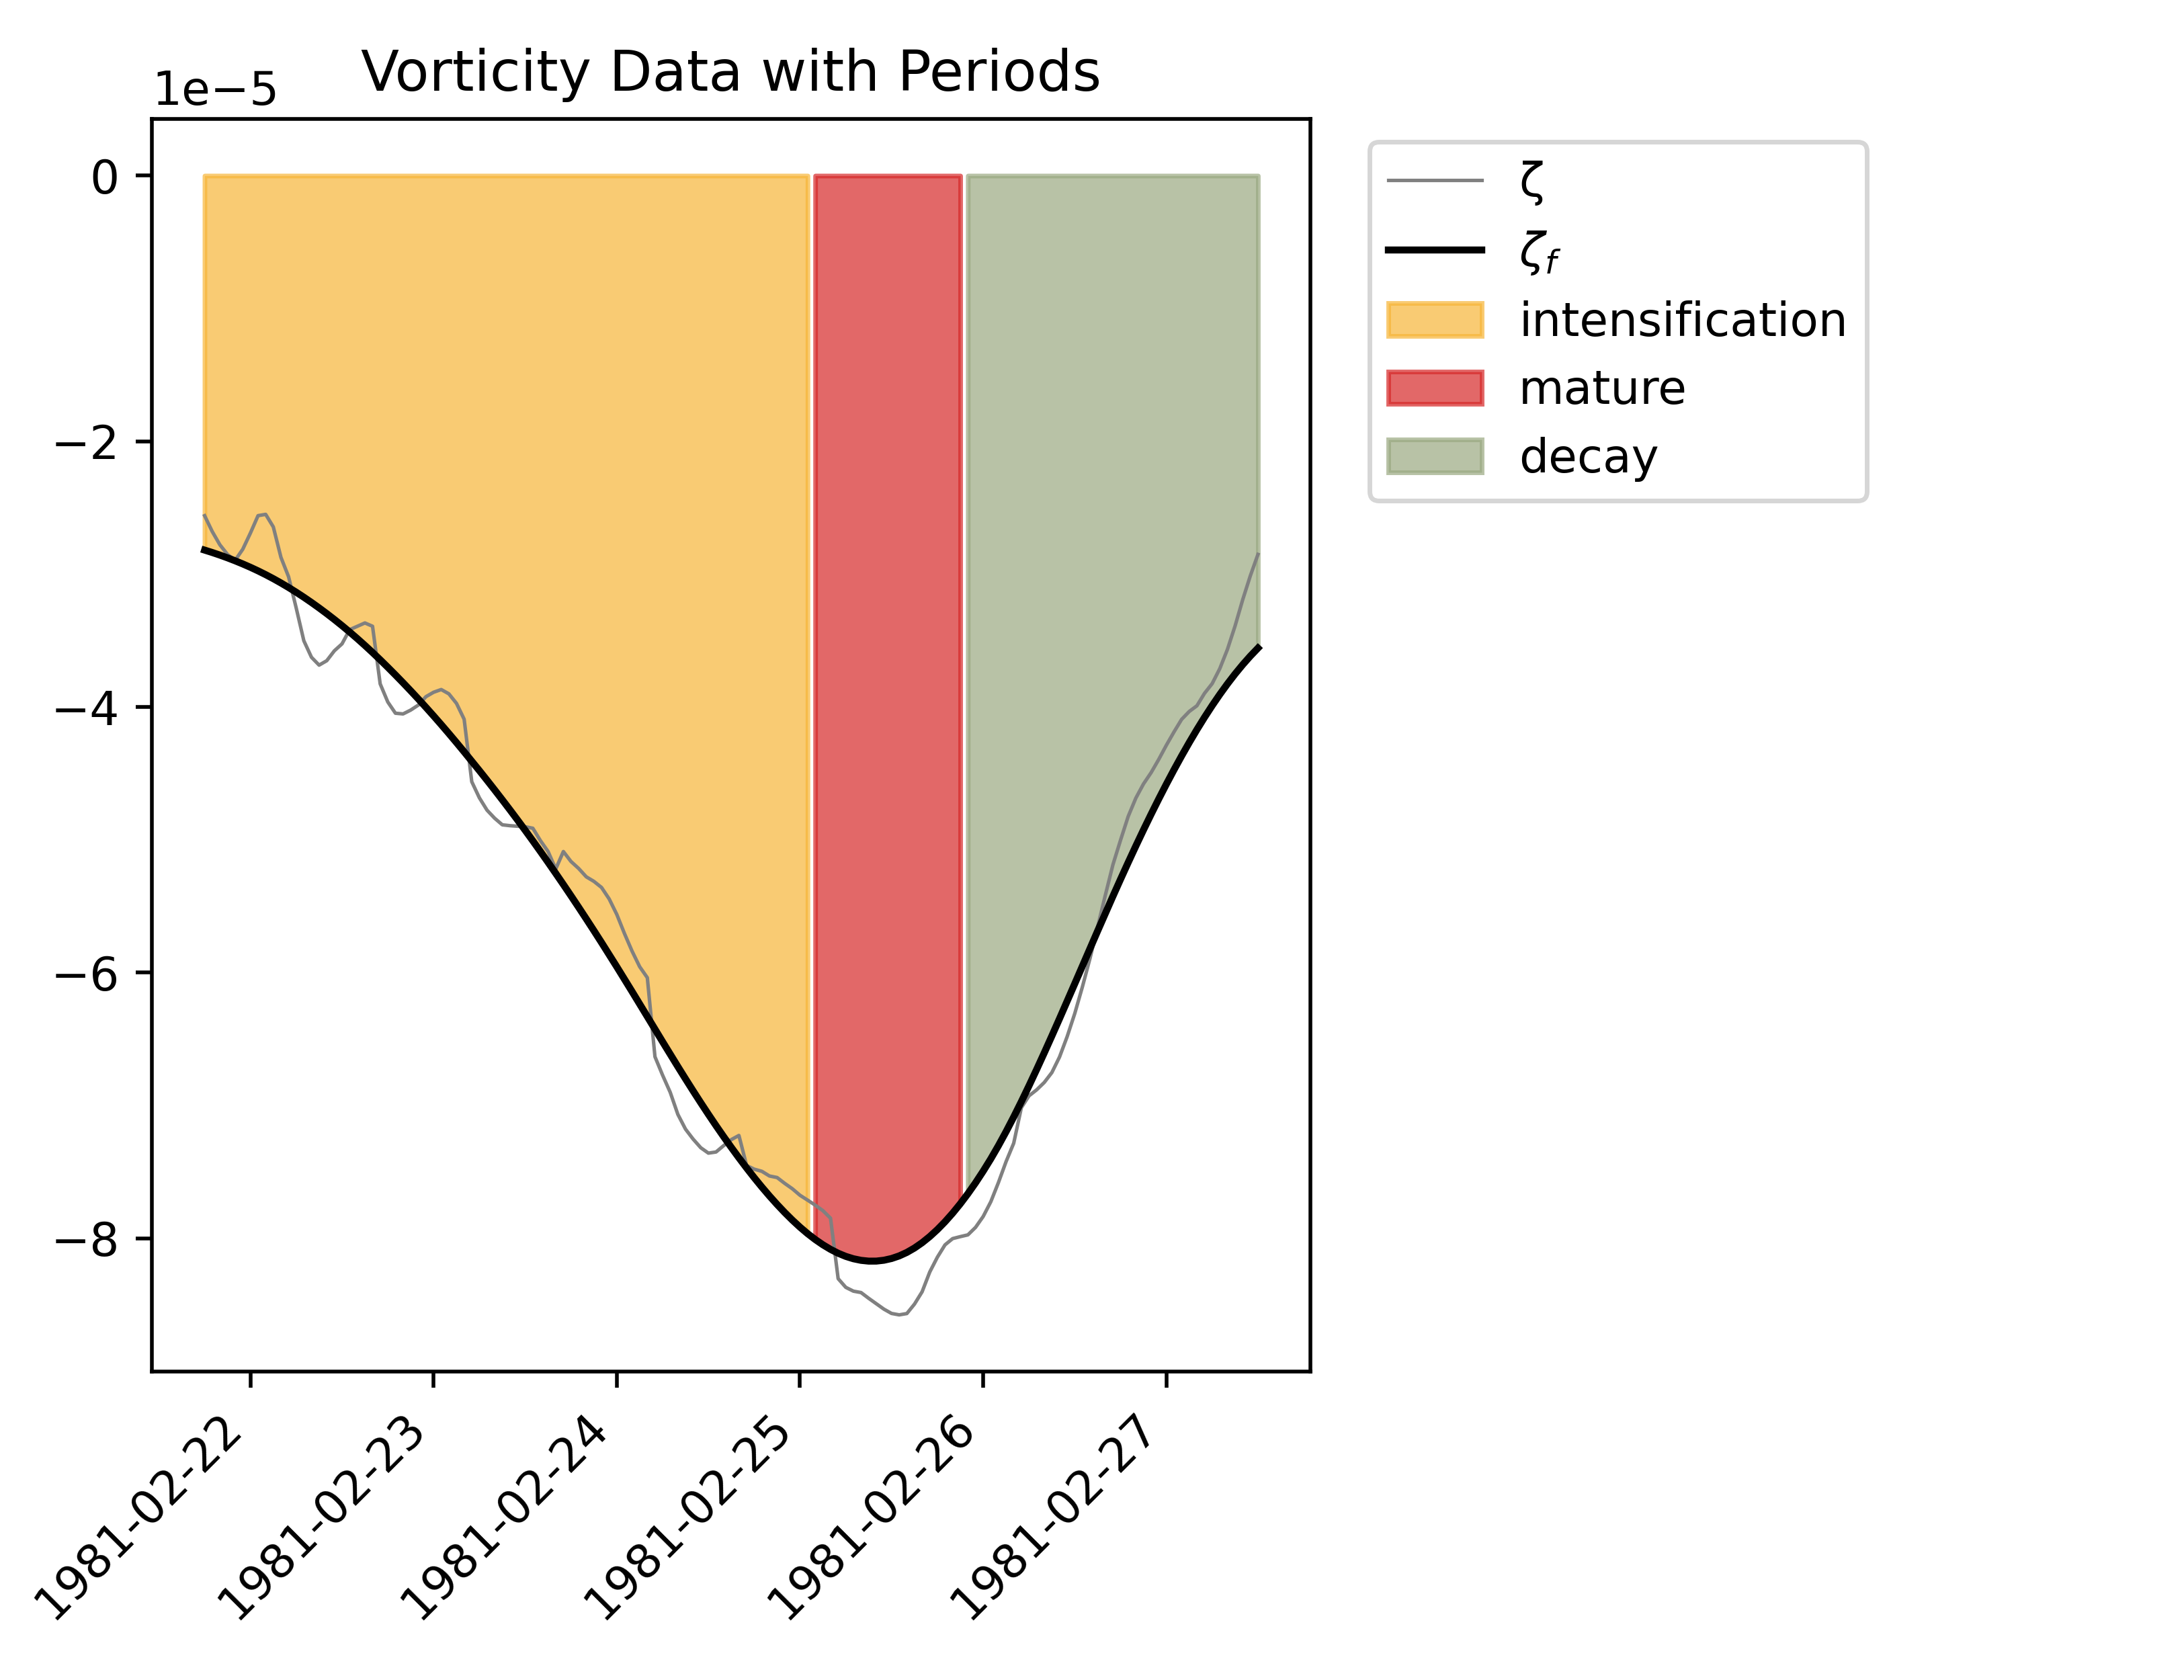 Vorticity Data with Periods
1e−5
0
−2
−4
−6
−8
1981-02-22
1981-02-23
1981-02-24
1981-02-25
1981-02-26
1981-02-27
ζ
ζf
intensification
mature
decay